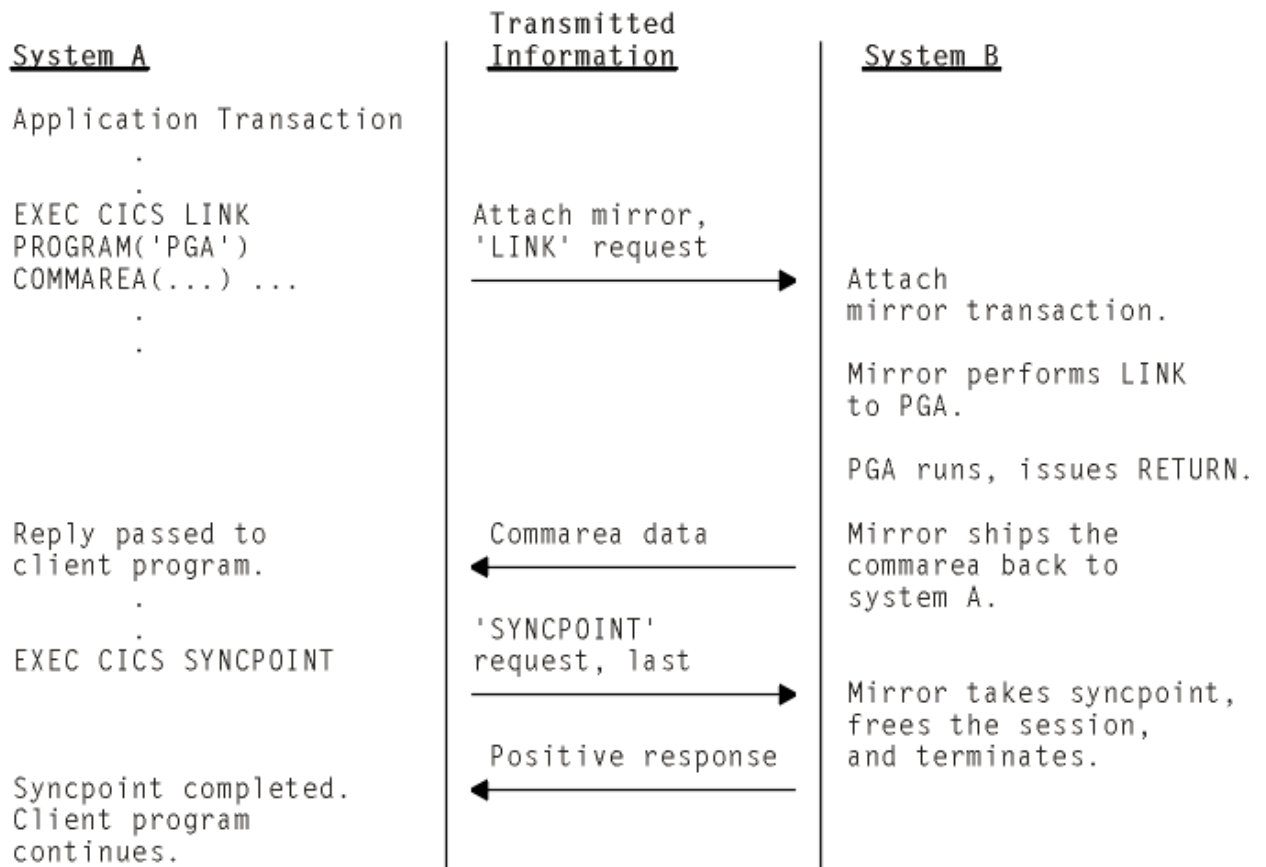 Transmitted
System A Information System B
Application Transaction
.
.
EXEC CICS LINK Attach mirror,
PROGRAM('PGA') 'LINK' request
COMMAREA(...) ... Attach
. mirror transaction.
.
Mirror performs LINK
to PGA.
PGA runs, issues RETURN.
Reply passed to Commarea data Mirror ships the
client program. commarea back to
. system A.
. 'SYNCPOINT'
EXEC CICS SYNCPOINT request, last
Mirror takes syncpoint,
frees the session,
Positive response and terminates.
Syncpoint completed.
Client program
continues.